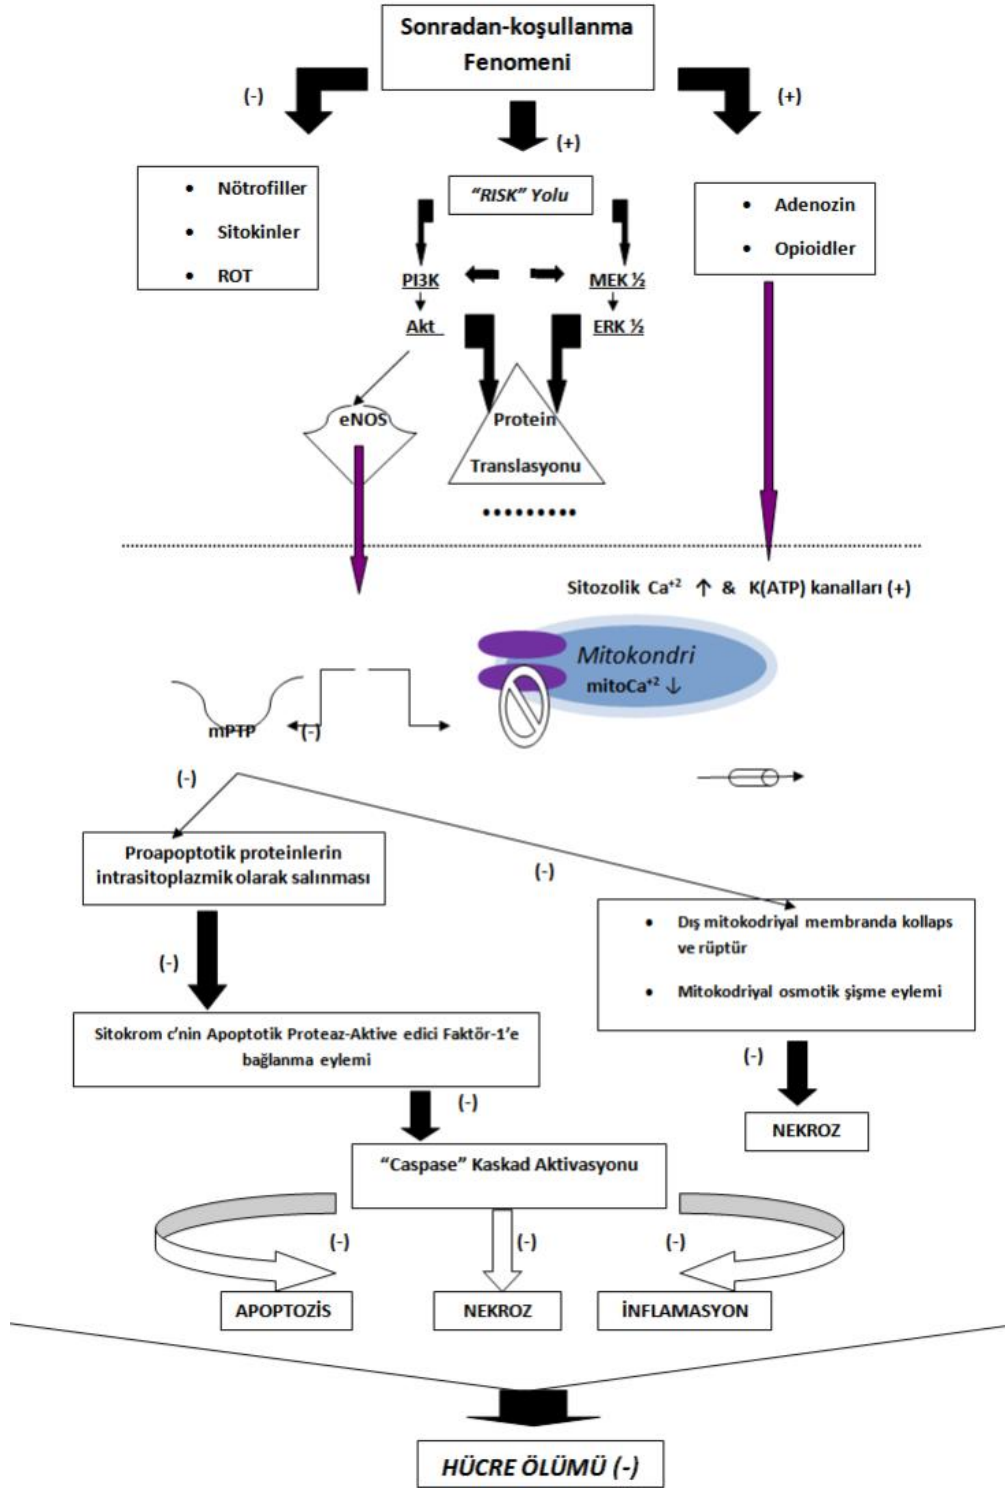 Sonradan-koşullanma
Fenomeni
(-)
(+)
(+)
• Nötrofiller
• Sitokinler
• ROT
"RISK" Yolu
• Adenozin
• Opioidler
PI3K
MEK ½
Akt
ERK ½
eNOS
Protein
Translasyonu
Sitozolik Ca⁺² ↑ & K(ATP) kanalları (+)
Mitokondri
mitoCa⁺² ↓
mPTP
(-)
(-)
Proapoptotik proteinlerin
intrasitoplazmik olarak salınması
(-)
• Dış mitokodriyal membranda kollaps
ve rüptür
• Mitokodriyal osmotik şişme eylemi
(-)
Sitokrom c'nin Apoptotik Proteaz-Aktive edici Faktör-1'e
bağlanma eylemi
(-)
(-)
NEKROZ
"Caspase" Kaskad Aktivasyonu
(-)
(-)
(-)
APOPTOZİS
NEKROZ
İNFLAMASYON
HÜCRE ÖLÜMÜ (-)